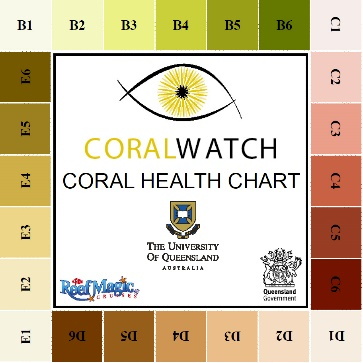 B1 B2 B3 B4 B5 B6 C1
E6 C2
E5 C3
E4 C4
E3 C5
E2 C6
E1 D6 D5 D4 D3 D2 D1
CORALWATCH
CORAL HEALTH CHART
THE UNIVERSITY
OF QUEENSLAND
AUSTRALIA
Reef Magic
CRUISES
Queensland
Government